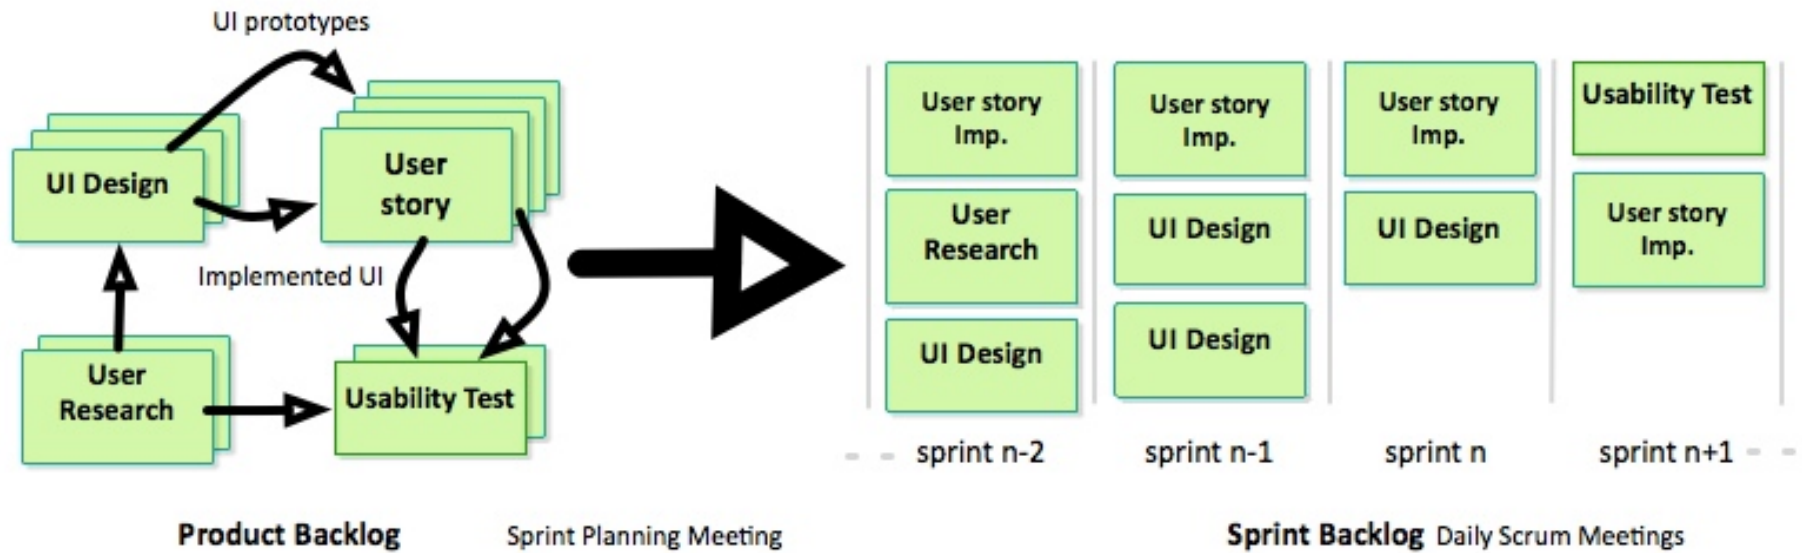 UI prototypes
UI Design
User
story
Implemented UI
User
Research
Usability Test
User story
Imp.
User
Research
UI Design
sprint n-2
User story
Imp.
UI Design
UI Design
sprint n-1
User story
Imp.
UI Design
sprint n
Usability Test
User story
Imp.
sprint n+1
Product Backlog
Sprint Planning Meeting
Sprint Backlog Daily Scrum Meetings